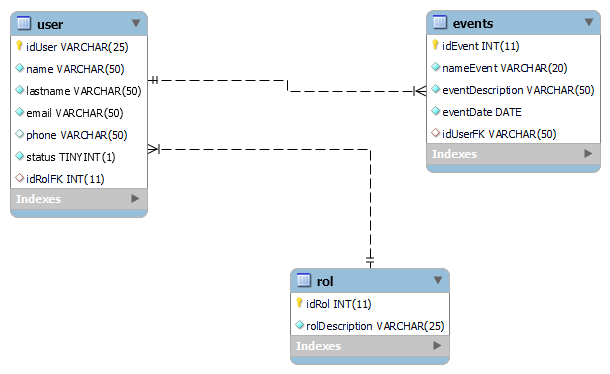 user
idUser VARCHAR(25)
name VARCHAR(50)
lastname VARCHAR(50)
email VARCHAR(50)
phone VARCHAR(50)
status TINYINT(1)
idRolFK INT(11)
Indexes
events
idEvent INT(11)
nameEvent VARCHAR(20)
eventDescription VARCHAR(50)
eventDate DATE
idUserFK VARCHAR(50)
Indexes
rol
idRol INT(11)
rolDescription VARCHAR(25)
Indexes